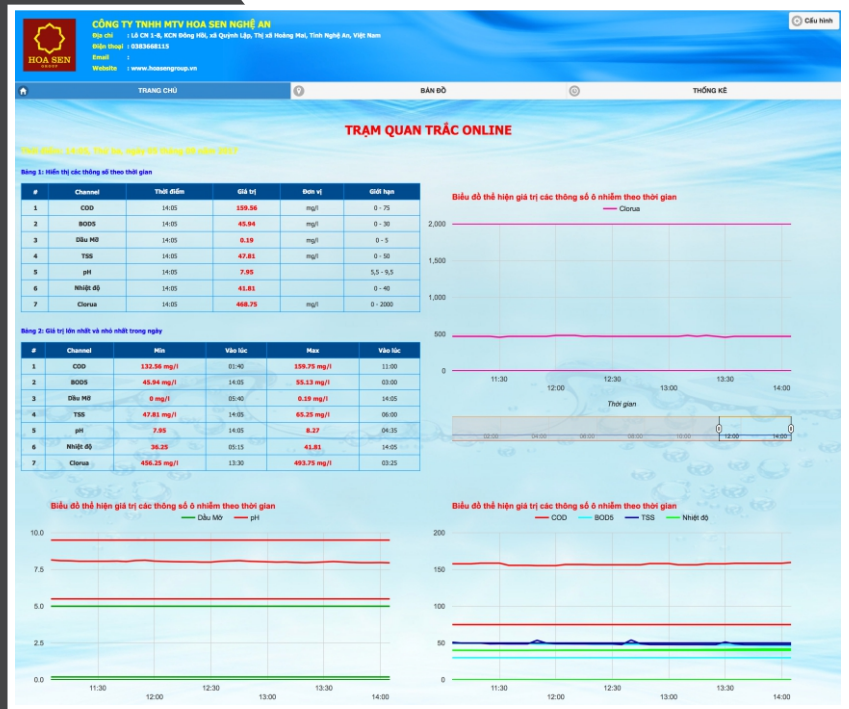 CÔNG TY TNHH MTV HOA SEN NGHỆ AN
Địa chỉ : Lô CN 1-8, KCN Đông Hồi, xã Quỳnh Lập, Thị xã Hoàng Mai, Tỉnh Nghệ An, Việt Nam
Điện thoại : 0383668115
Email :
Website : www.hoasengroup.vn
HOA SEN
GROUP
Cấu hình
TRANG CHỦ BẢN ĐỒ THỐNG KÊ
TRẠM QUAN TRẮC ONLINE
Bảng 1: Hiển thị các thông số theo thời gian
# Channel Thời điểm Giá trị Đơn vị Giới hạn
1 COD 14:05 159.56 mg/l 0 - 75
2 BOD5 14:05 45.94 mg/l 0 - 30
3 Dầu Mỡ 14:05 0.19 mg/l 0 - 5
4 TSS 14:05 47.81 mg/l 0 - 50
5 pH 14:05 7.95 5,5 - 9,5
6 Nhiệt độ 14:05 41.81 0 - 40
7 Clorua 14:05 468.75 mg/l 0 - 2000
Bảng 2: Giá trị lớn nhất và nhỏ nhất trong ngày
# Channel Min Vào lúc Max Vào lúc
1 COD 132.56 mg/l 01:40 159.75 mg/l 11:00
2 BOD5 45.94 mg/l 14:05 55.13 mg/l 03:00
3 Dầu Mỡ 0 mg/l 05:40 0.19 mg/l 14:05
4 TSS 47.81 mg/l 14:05 65.25 mg/l 06:00
5 pH 7.95 14:05 8.27 04:35
6 Nhiệt độ 36.25 05:15 41.81 14:05
7 Clorua 456.25 mg/l 13:30 493.75 mg/l 03:25
Biểu đồ thể hiện giá trị các thông số ô nhiễm theo thời gian
Clorua
2,000
1,500
1,000
500
0
11:30 12:00 12:30 13:00 13:30 14:00
Thời gian
02:00 04:00 06:00 08:00 10:00 12:00 14:00
Biểu đồ thể hiện giá trị các thông số ô nhiễm theo thời gian
Dầu Mỡ pH
10.0
7.5
5.0
2.5
0.0
11:30 12:00 12:30 13:00 13:30 14:00
Biểu đồ thể hiện giá trị các thông số ô nhiễm theo thời gian
COD BOD5 TSS Nhiệt độ
200
150
100
50
0
11:30 12:00 12:30 13:00 13:30 14:00